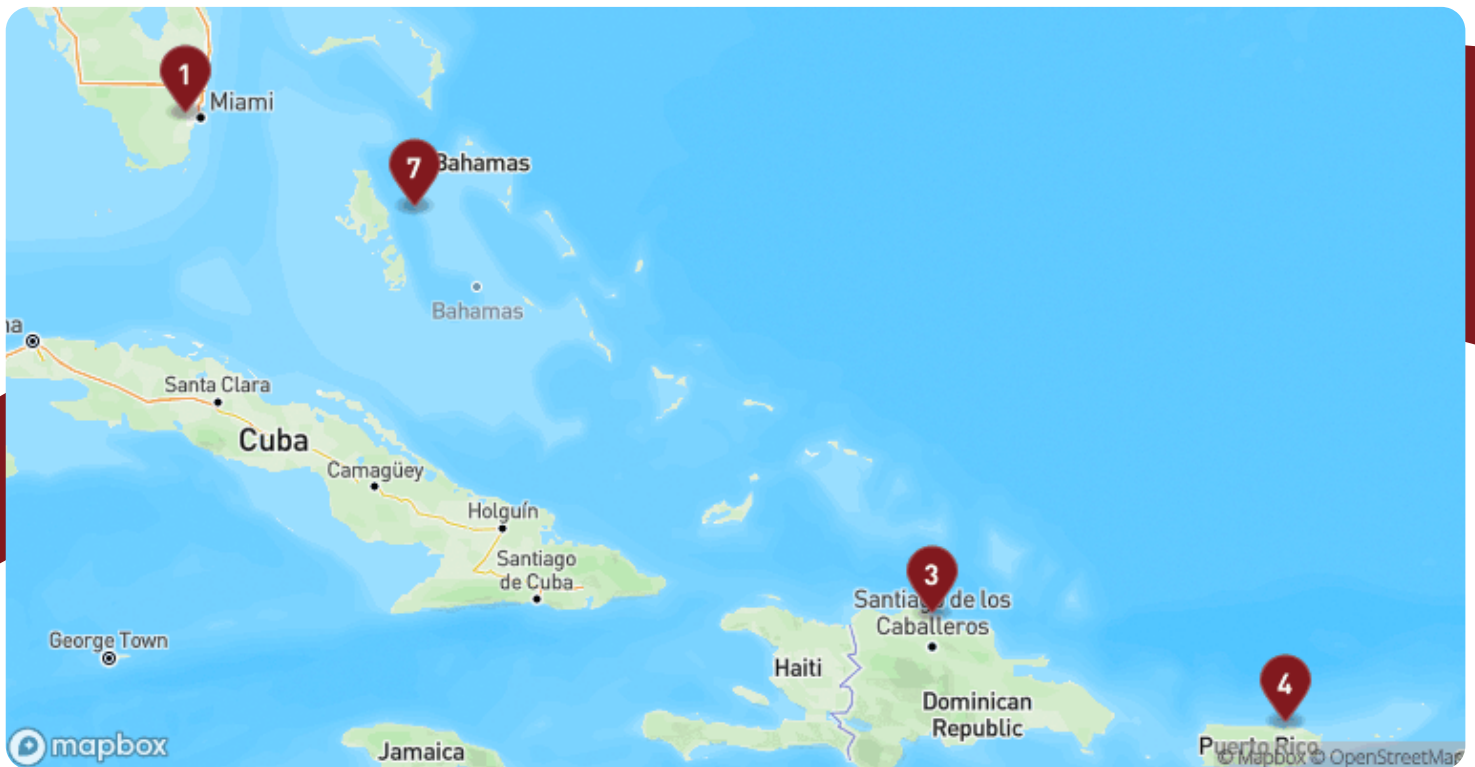 1
Miami
7
Bahamas
Bahamas
na
Santa Clara
Cuba
Camagüey
Holguín
Santiago
de Cuba
3
Santiago de los
Caballeros
George Town
Haiti
4
Dominican
Republic
Puerto Rico
mapbox
Jamaica
© Mapbox © OpenStreetMap